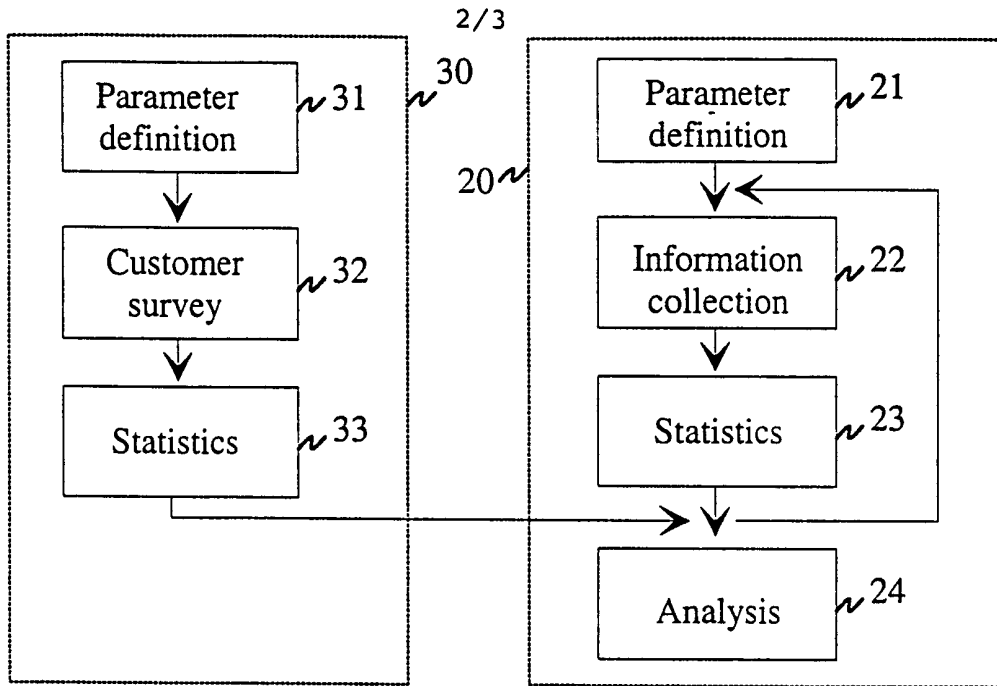 2/3
Parameter
definition
31
30
Customer
survey
32
Statistics
33
Parameter
definition
21
20
Information
collection
22
Statistics
23
Analysis
24